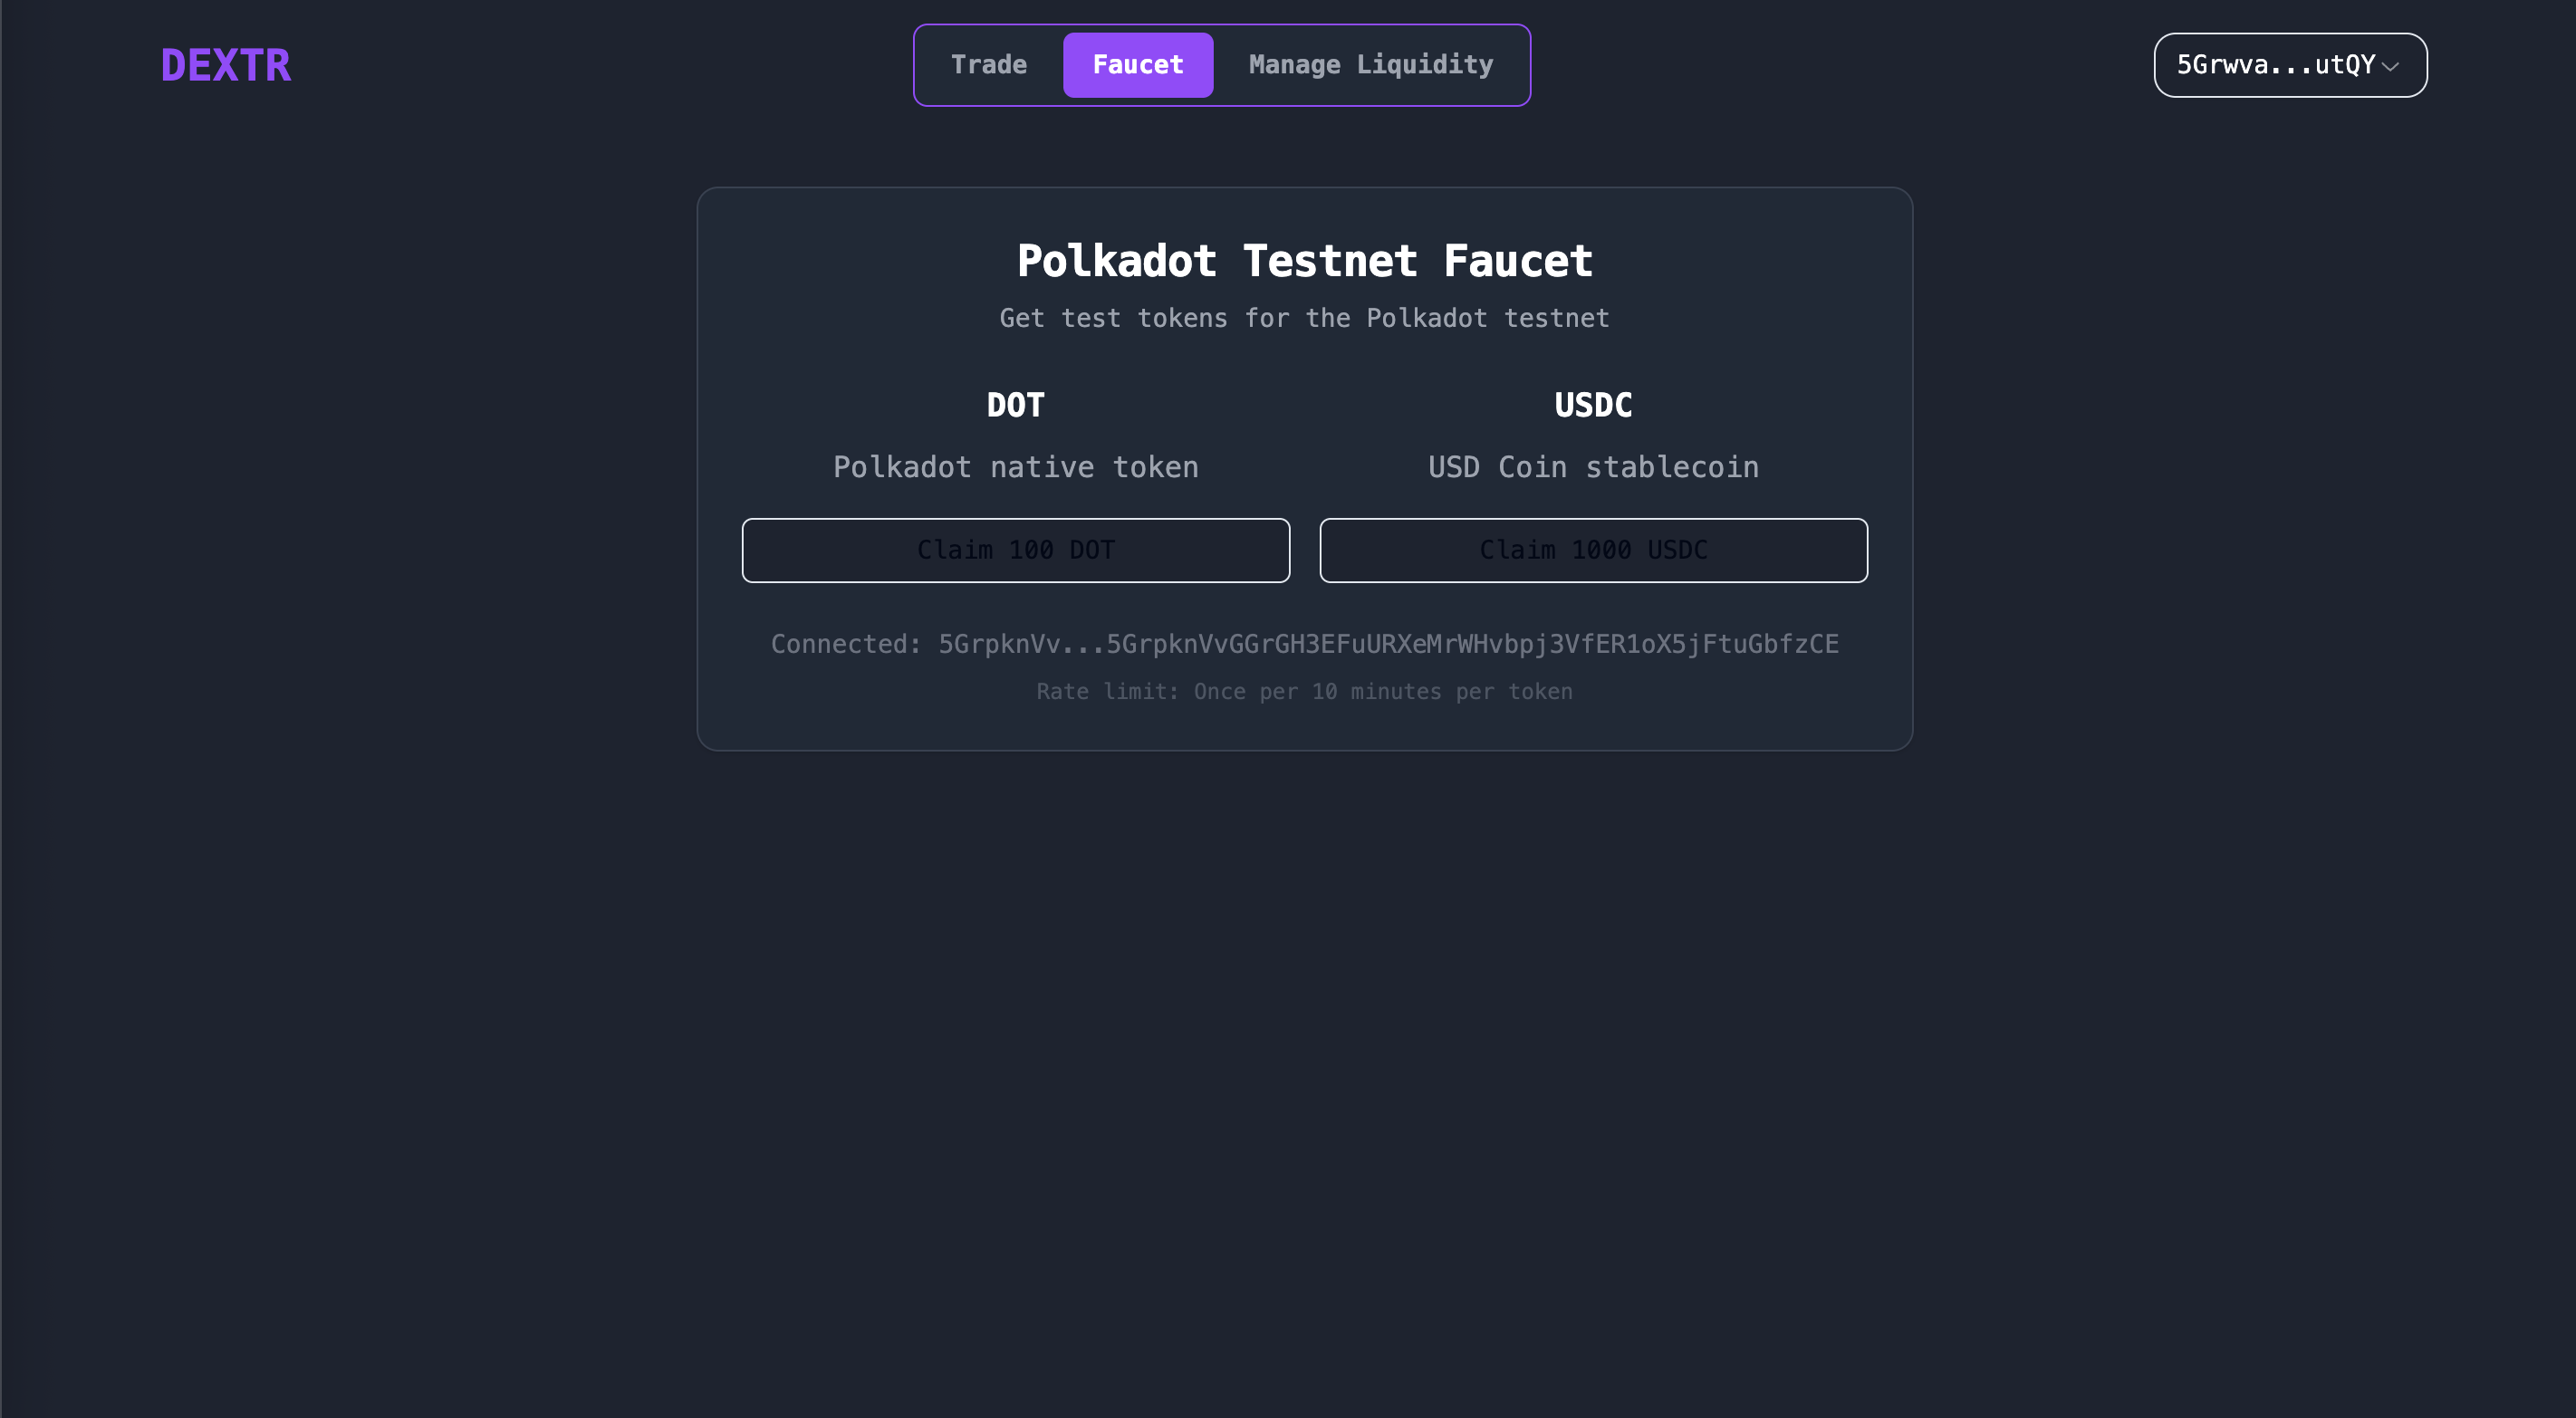 DEXTR
Trade
Faucet
Manage Liquidity
5Grwva...utQY
Polkadot Testnet Faucet
Get test tokens for the Polkadot testnet
DOT
USDC
Polkadot native token
USD Coin stablecoin
Claim 100 DOT
Claim 1000 USDC
Connected: 5GrpknVv...5GrpknVvGGrGH3EFuURXeMrWHvbpj3VfER1oX5jFtuGbfzCE
Rate limit: Once per 10 minutes per token